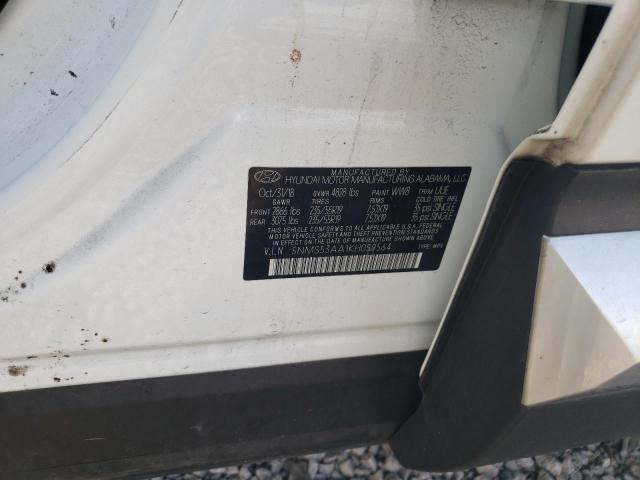 MANUFACTURED BY
HYUNDAI MOTOR MANUFACTURING ALABAMA, LLC
Oct/31/18 GVWR 4828 lbs PAINT WW8 TRIM UUE
GAWR TIRES RIMS COLD TIRE INFL.
FRONT 2866 lbs 235/55R19 7.5JX19 35 psi SINGLE
REAR 3075 lbs 235/55R19 7.5JX19 35 psi SINGLE
THIS VEHICLE CONFORMS TO ALL APPLICABLE U.S. FEDERAL
MOTOR VEHICLE SAFETY AND THEFT PREVENTION STANDARDS
IN EFFECT ON THE DATE OF MANUFACTURE SHOWN ABOVE.
V.I.N 5NMS53AA1KH059564 TYPE: MPV